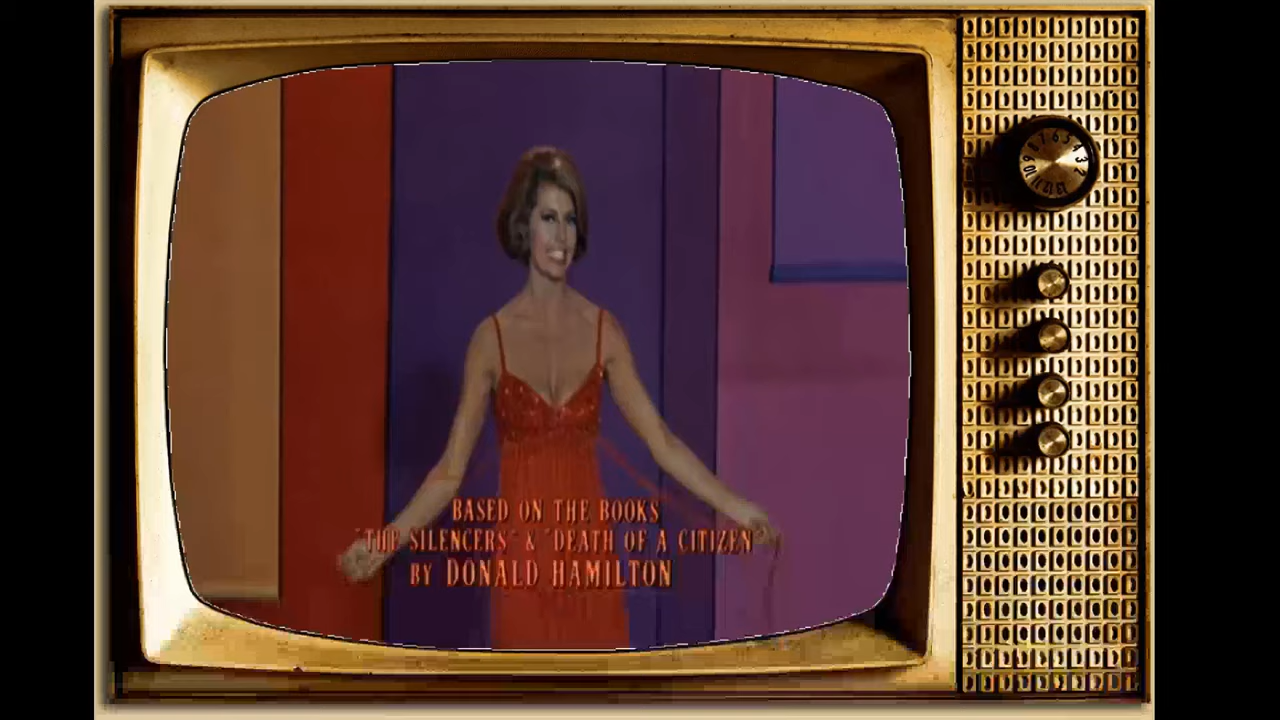 BASED ON THE BOOKS
"THE SILENCERS" & "DEATH OF A CITIZEN"
BY DONALD HAMILTON